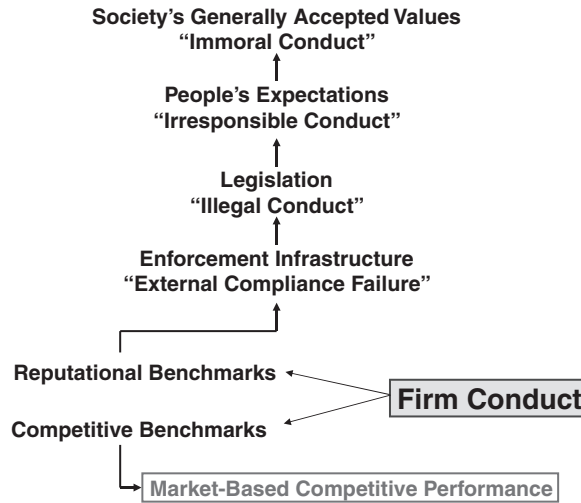 Society’s Generally Accepted Values
“Immoral Conduct”
People’s Expectations
“Irresponsible Conduct”
Legislation
“Illegal Conduct”
Enforcement Infrastructure
“External Compliance Failure”
Reputational Benchmarks
Firm Conduct
Competitive Benchmarks
Market-Based Competitive Performance